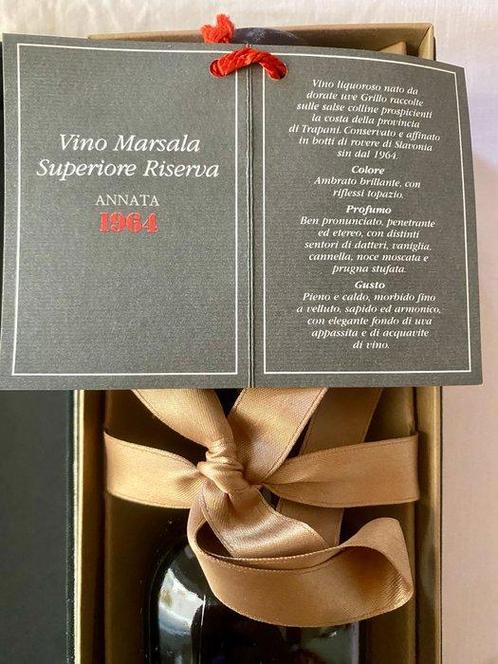 Vino Marsala
Superiore Riserva
ANNATA
1964
Vino liquoroso nato da
dorate uve Grillo raccolte
sulle salse colline prospicienti
la costa della provincia
di Trapani. Conservato e affinato
in botti di rovere di Slavonia
sin dal 1964.
Colore
Ambrato brillante, con
riflessi topazio.
Profumo
Ben pronunciato, penetrante
ed etereo, con distinti
sentori di datteri, vaniglia,
cannella, noce moscata e
prugna stufata.
Gusto
Pieno e caldo, morbido fino
a velluto, sapido ed armonico,
con elegante fondo di uva
appassita e di acquavite
di vino.